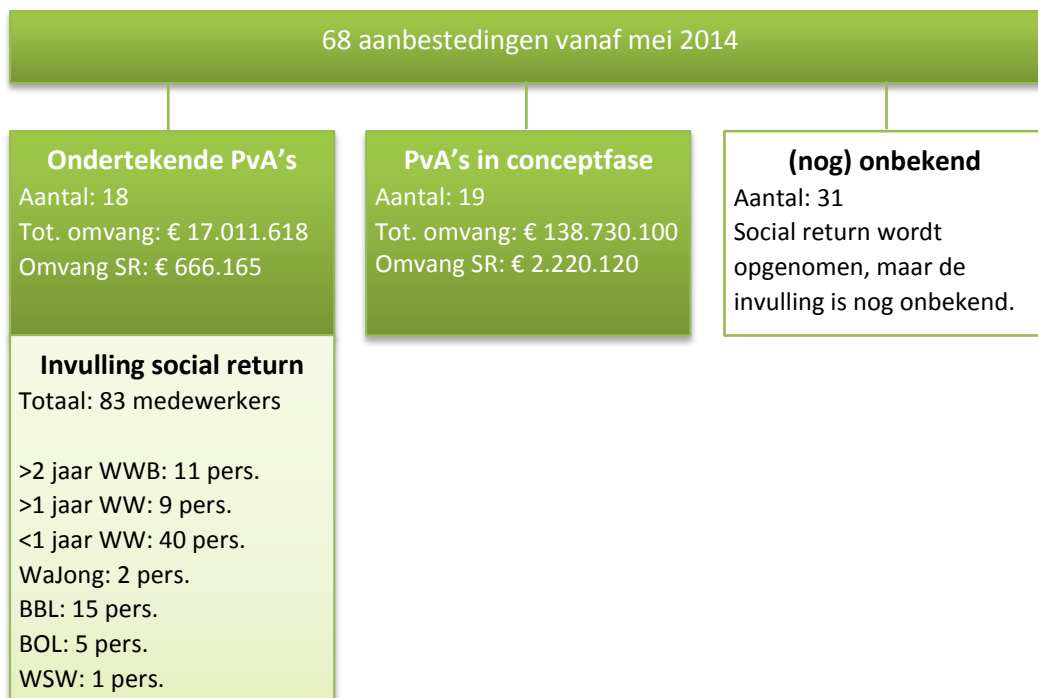 68 aanbestedingen vanaf mei 2014
Ondertekende PvA's
Aantal: 18
Tot. omvang: € 17.011.618
Omvang SR: € 666.165
PvA's in conceptfase
Aantal: 19
Tot. omvang: € 138.730.100
Omvang SR: € 2.220.120
(nog) onbekend
Aantal: 31
Social return wordt
opgenomen, maar de
invulling is nog onbekend.
Invulling social return
Totaal: 83 medewerkers
>2 jaar WWB: 11 pers.
>1 jaar WW: 9 pers.
<1 jaar WW: 40 pers.
WaJong: 2 pers.
BBL: 15 pers.
BOL: 5 pers.
WSW: 1 pers.